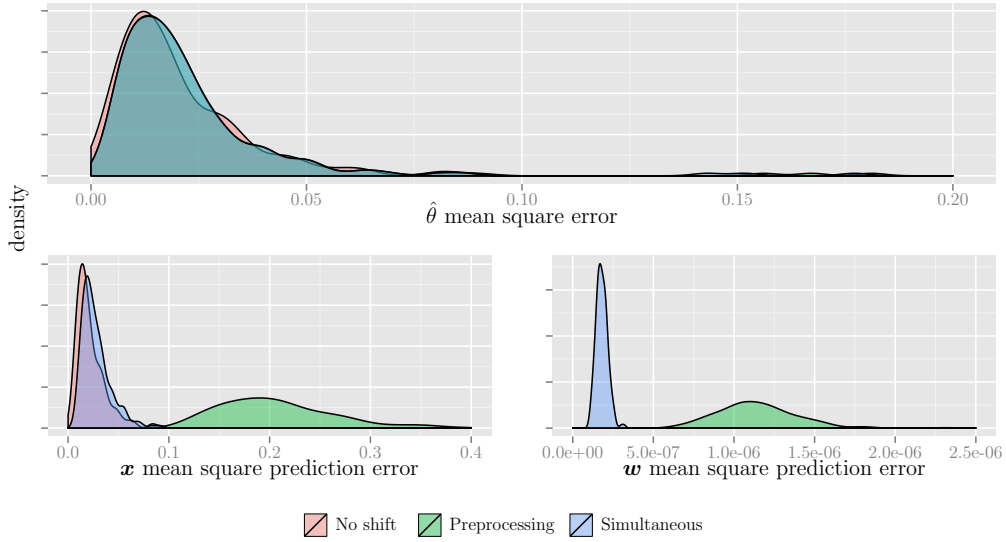 density
0.00 0.05 0.10 0.15 0.20
θ̂ mean square error
0.0 0.1 0.2 0.3 0.4
x mean square prediction error
0.0e+00 5.0e-07 1.0e-06 1.5e-06 2.0e-06 2.5e-06
w mean square prediction error
No shift Preprocessing Simultaneous